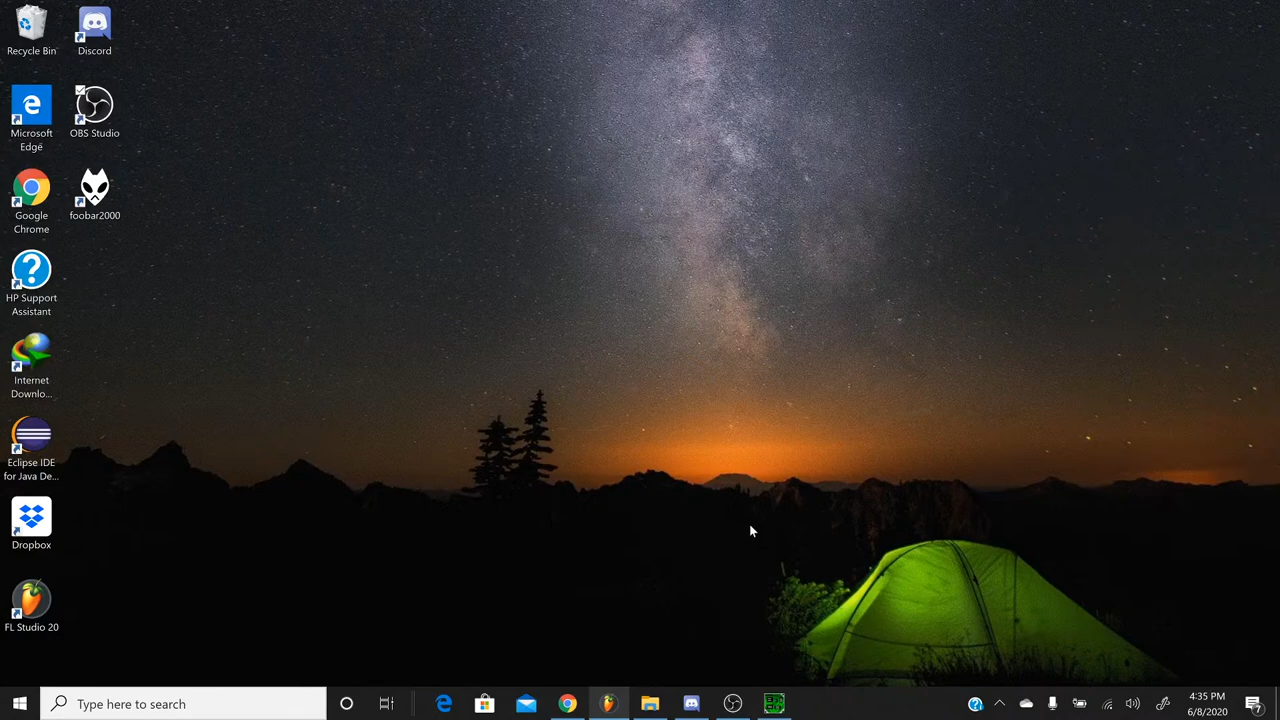 Recycle Bin
Discord
Microsoft
Edge
OBS Studio
Google
Chrome
foobar2000
HP Support
Assistant
Internet
Downlo...
Eclipse IDE
for Java De...
Dropbox
FL Studio 20
Type here to search
4:35 PM
6/8/2020
7